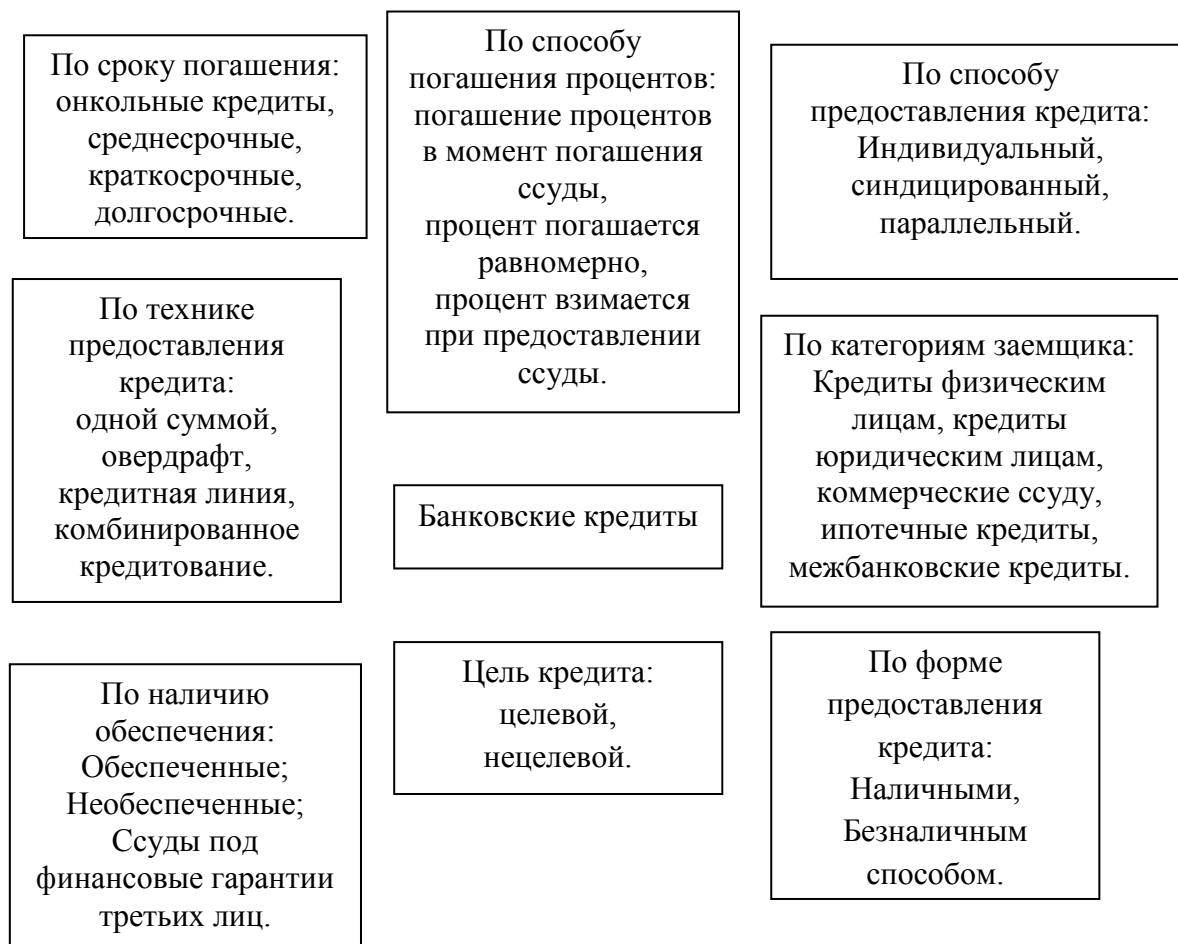 По сроку погашения:
онкольные кредиты,
среднесрочные,
краткосрочные,
долгосрочные.
По способу
погашения процентов:
погашение процентов
в момент погашения
ссуды,
процент погашается
равномерно,
процент взимается
при предоставлении
ссуды.
По способу
предоставления кредита:
Индивидуальный,
синдицированный,
параллельный.
По технике
предоставления
кредита:
одной суммой,
овердрафт,
кредитная линия,
комбинированное
кредитование.
Банковские кредиты
По категориям заемщика:
Кредиты физическим
лицам, кредиты
юридическим лицам,
коммерческие ссуду,
ипотечные кредиты,
межбанковские кредиты.
По наличию
обеспечения:
Обеспеченные;
Необеспеченные;
Ссуды под
финансовые гарантии
третьих лиц.
Цель кредита:
целевой,
нецелевой.
По форме
предоставления
кредита:
Наличными,
Безналичным
способом.